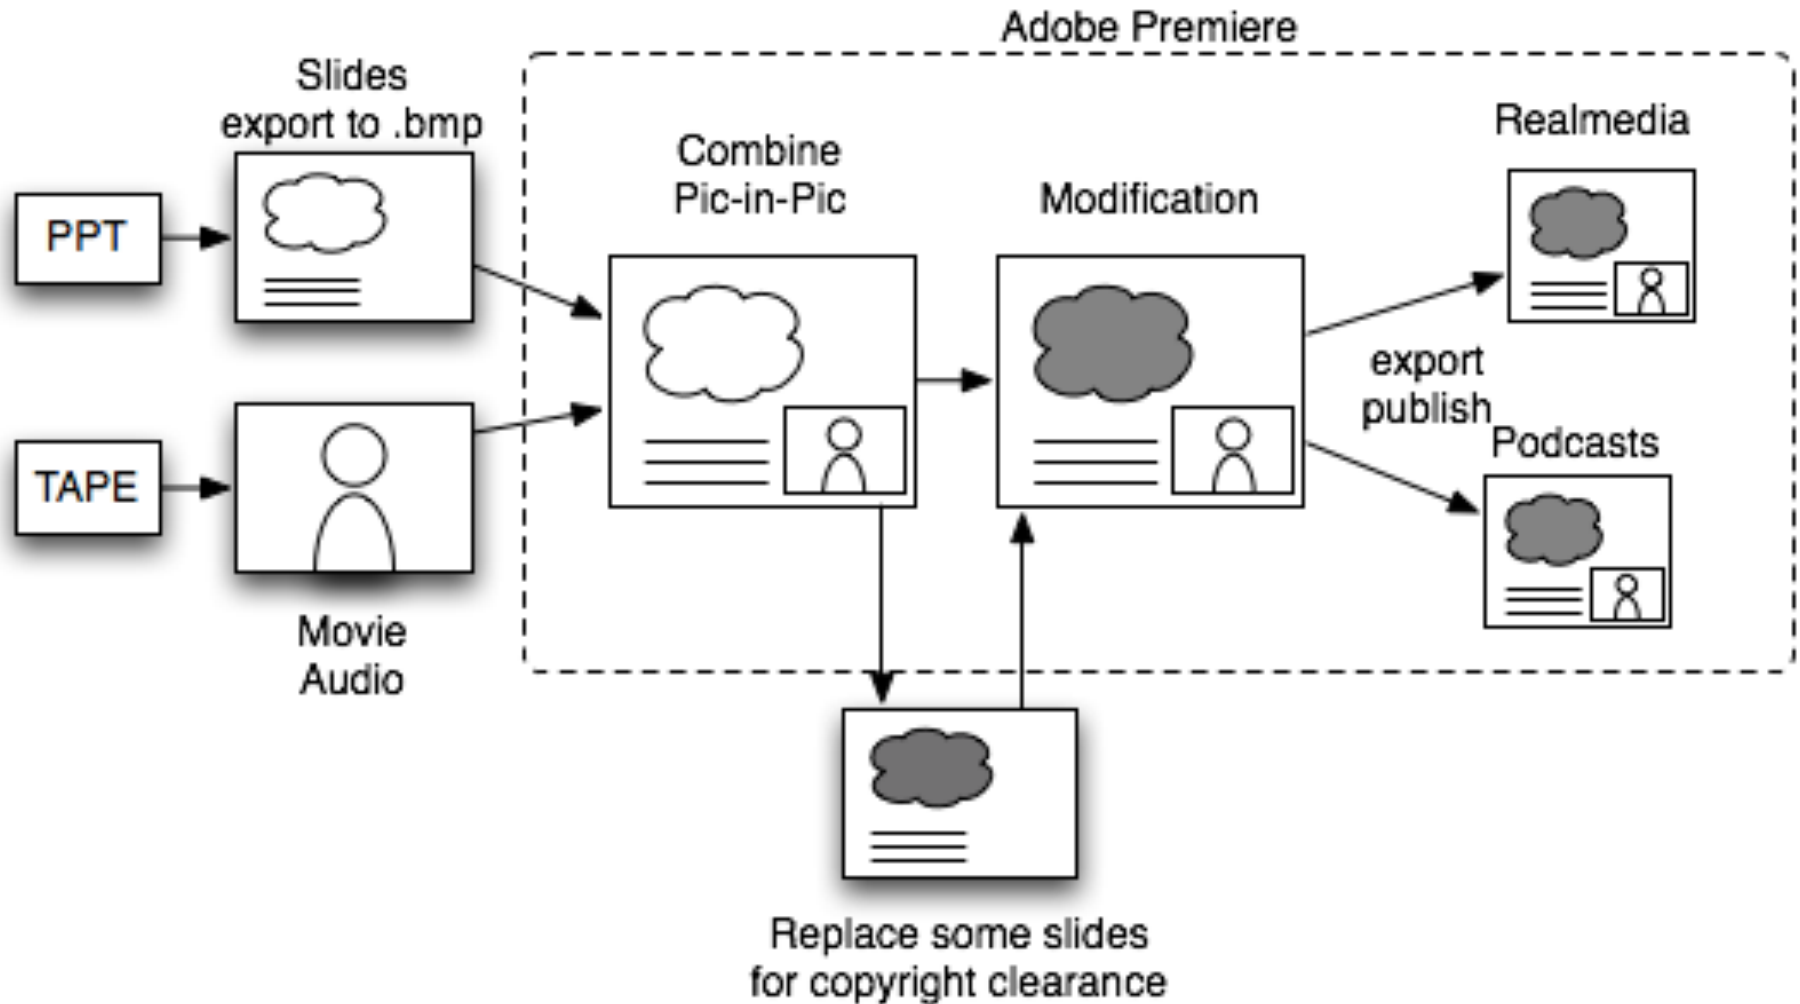 Adobe Premiere
Slides
export to .bmp
PPT
Combine
Pic-in-Pic
Modification
Realmedia
TAPE
Movie
Audio
export
publish
Podcasts
Replace some slides
for copyright clearance